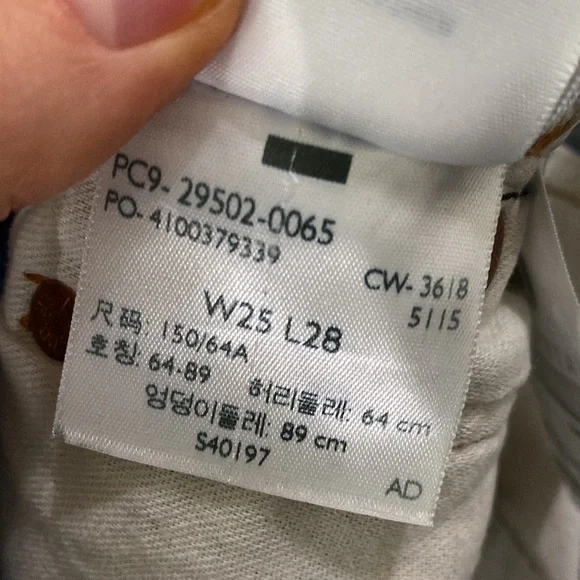 PC9- 29502-0065
PO- 4100379339
CW- 3618
5115
W25 L28
尺码: 150/64A
호칭: 64-89 허리둘레: 64 cm
엉덩이둘레: 89 cm
S40197
AD